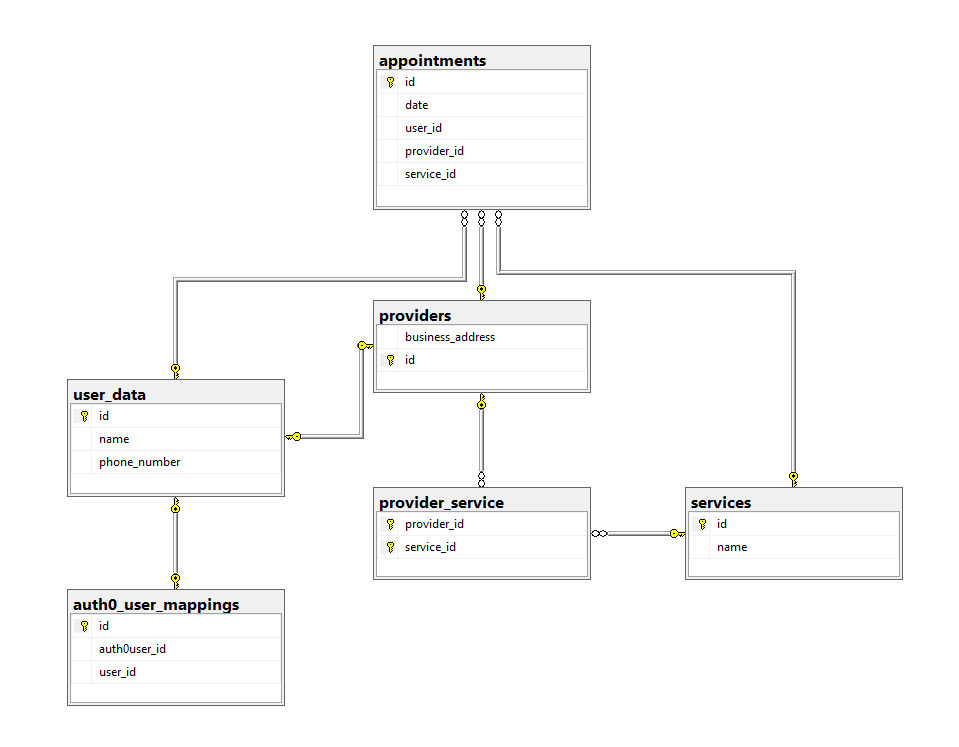 appointments
id
date
user_id
provider_id
service_id
providers
business_address
id
user_data
id
name
phone_number
provider_service
provider_id
service_id
services
id
name
auth0_user_mappings
id
auth0user_id
user_id